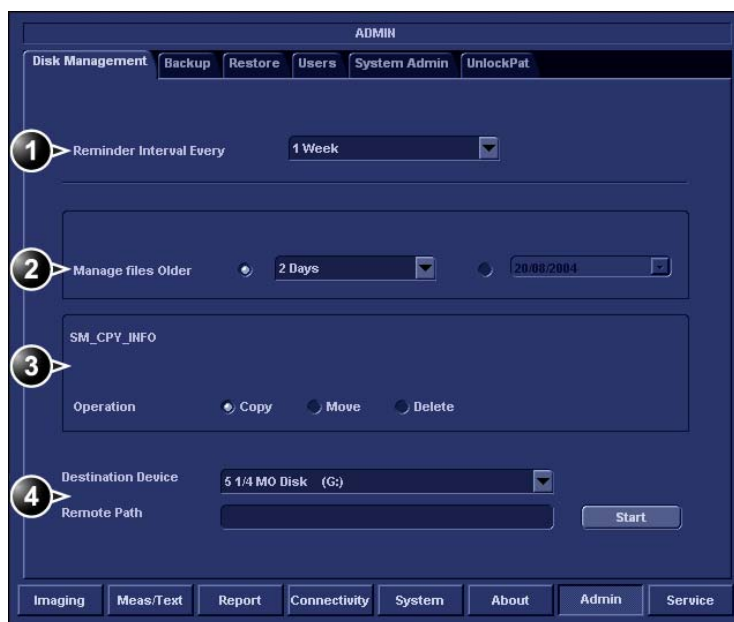 ADMIN
Disk Management Backup Restore Users System Admin UnlockPat
1 Reminder Interval Every 1 Week
2 Manage files Older 2 Days 20/08/2004
3 SM_CPY_INFO
Operation Copy Move Delete
4 Destination Device 5 1/4 MO Disk (G:)
Remote Path Start
Imaging Meas/Text Report Connectivity System About Admin Service